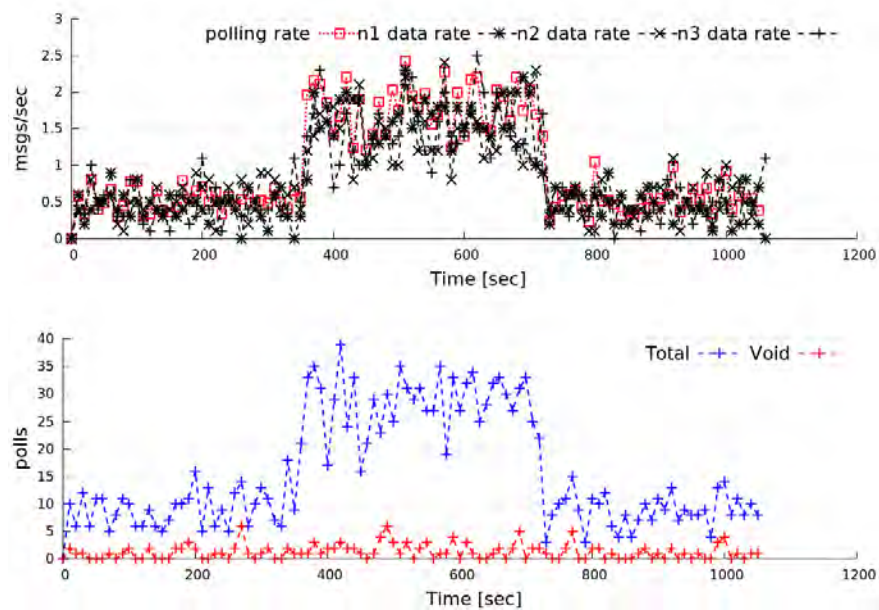 3
polling rate n1 data rate n2 data rate n3 data rate
2.5
2
1.5
1
0.5
0
msgs/sec
0 200 400 600 800 1000 1200
Time [sec]
40
Total Void
35
30
25
20
15
10
5
0
polls
0 200 400 600 800 1000 1200
Time [sec]